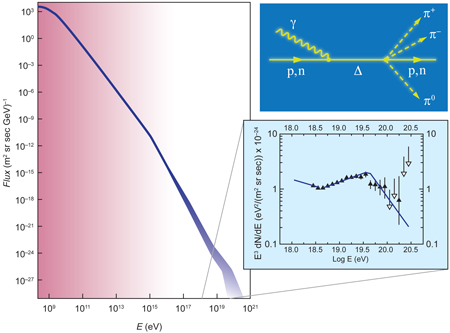 Flux (m² sr sec GeV)⁻¹
10³
10⁰
10⁻³
10⁻⁶
10⁻⁹
10⁻¹²
10⁻¹⁵
10⁻¹⁸
10⁻²¹
10⁻²⁴
10⁻²⁷
10⁹ 10¹¹ 10¹³ 10¹⁵ 10¹⁷ 10¹⁹ 10²¹
E (eV)
γ
π⁺
π⁻
p,n Δ p,n
π⁰
18.0 18.5 19.0 19.5 20.0 20.5
E³ dN/dE (eV²/(m² sr sec)) x 10⁻²⁴
10 10
1 1
0.1 0.1
18.0 18.5 19.0 19.5 20.0 20.5
Log E (eV)